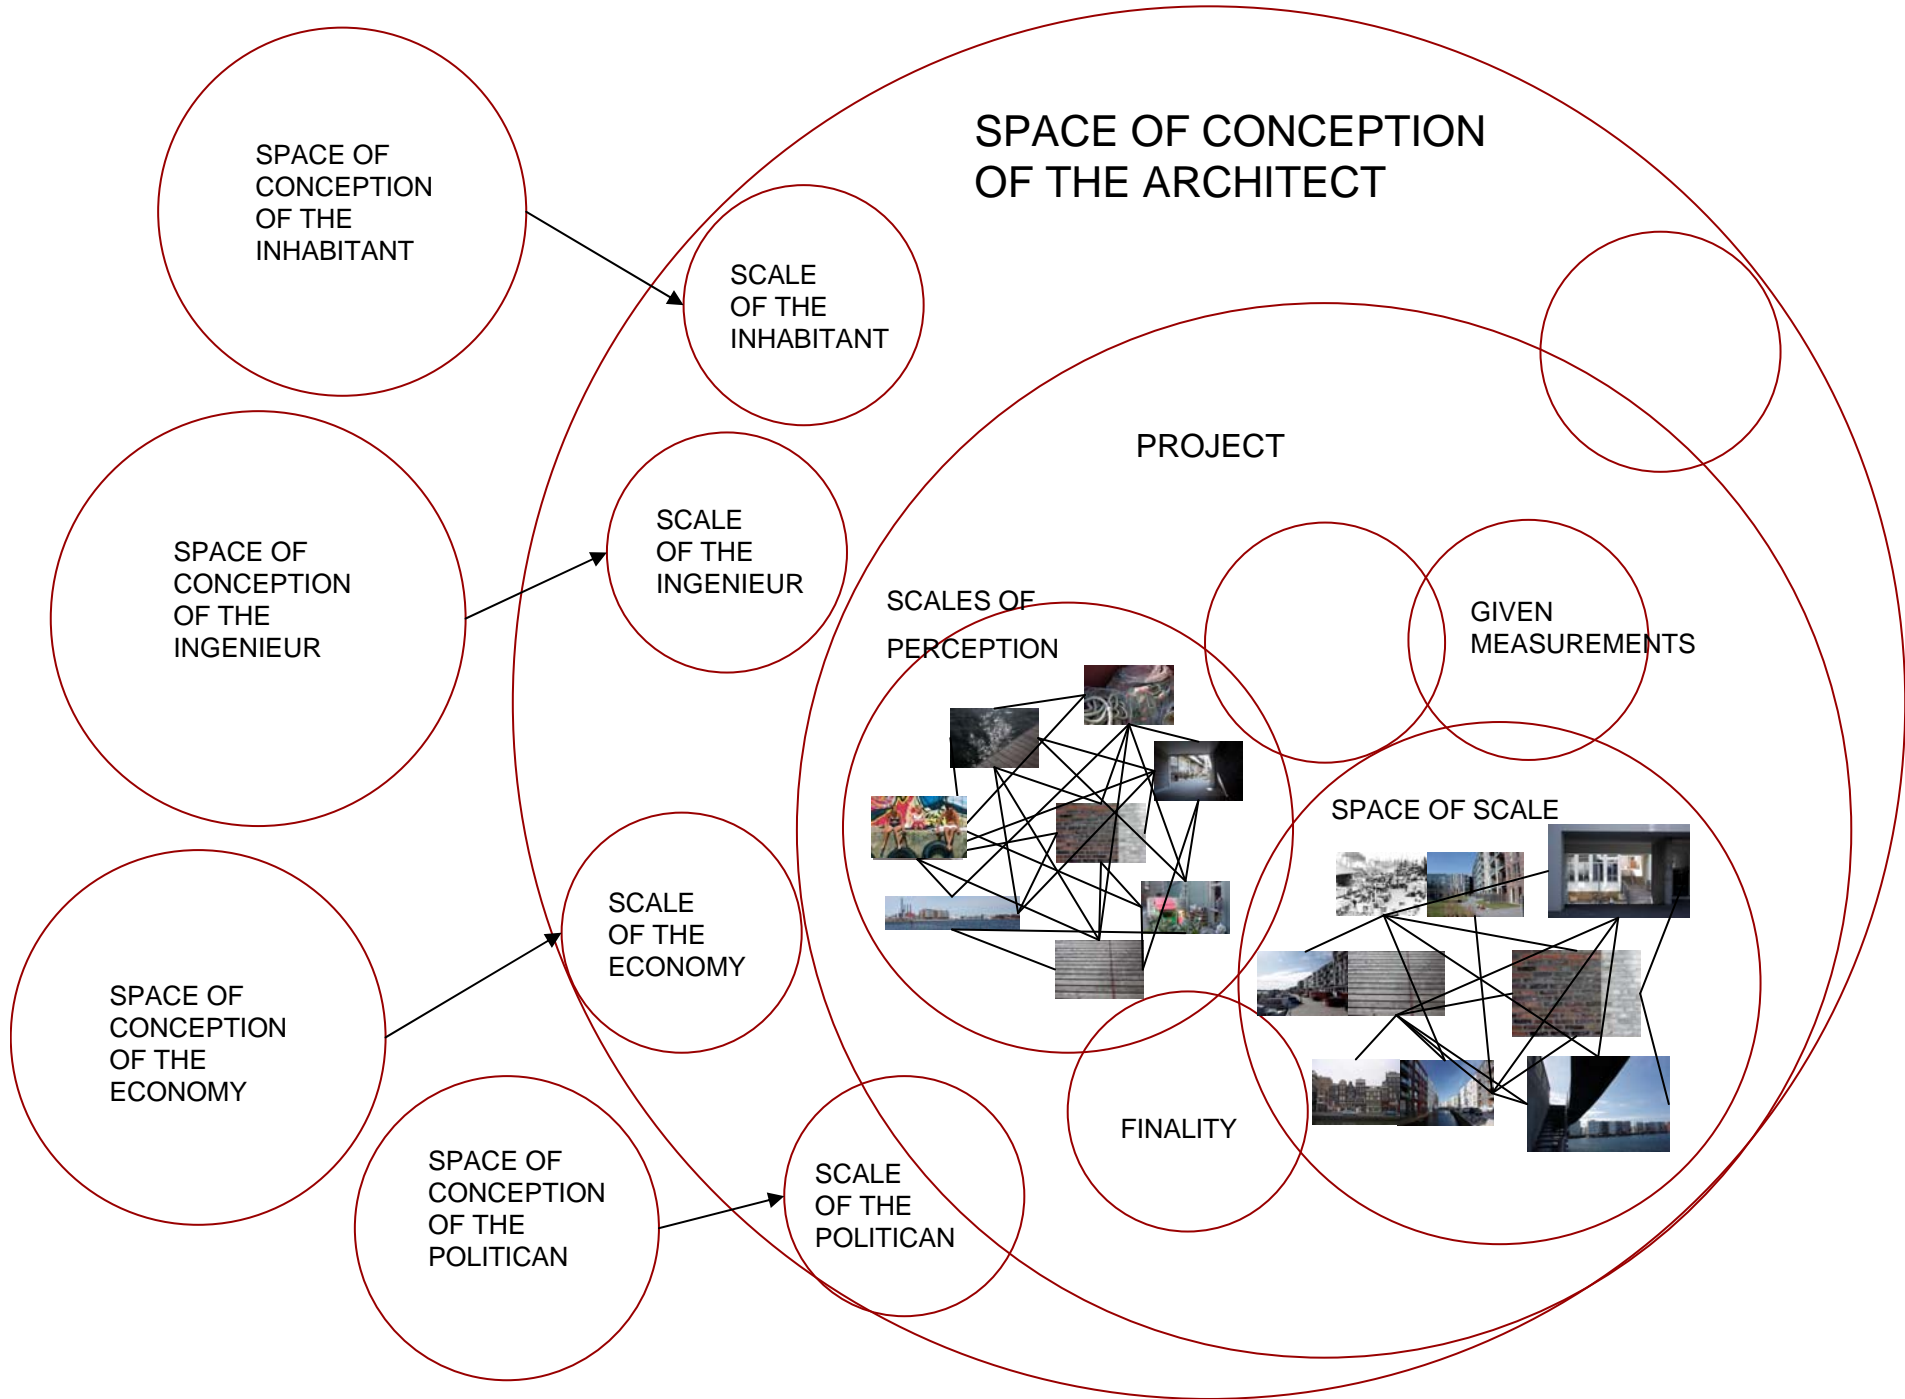 SPACE OF CONCEPTION
OF THE ARCHITECT
SPACE OF
CONCEPTION
OF THE
INHABITANT
SCALE
OF THE
INHABITANT
PROJECT
SPACE OF
CONCEPTION
OF THE
INGENIEUR
SCALE
OF THE
INGENIEUR
SCALES OF
PERCEPTION
GIVEN
MEASUREMENTS
SPACE OF SCALE
SPACE OF
CONCEPTION
OF THE
ECONOMY
SCALE
OF THE
ECONOMY
FINALITY
SPACE OF
CONCEPTION
OF THE
POLITICAN
SCALE
OF THE
POLITICAN